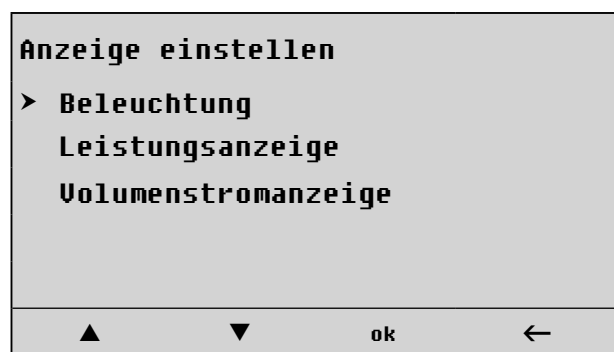 Anzeige einstellen
➤ Beleuchtung
Leistungsanzeige
Volumenstromanzeige
▲ ▼ ok ←